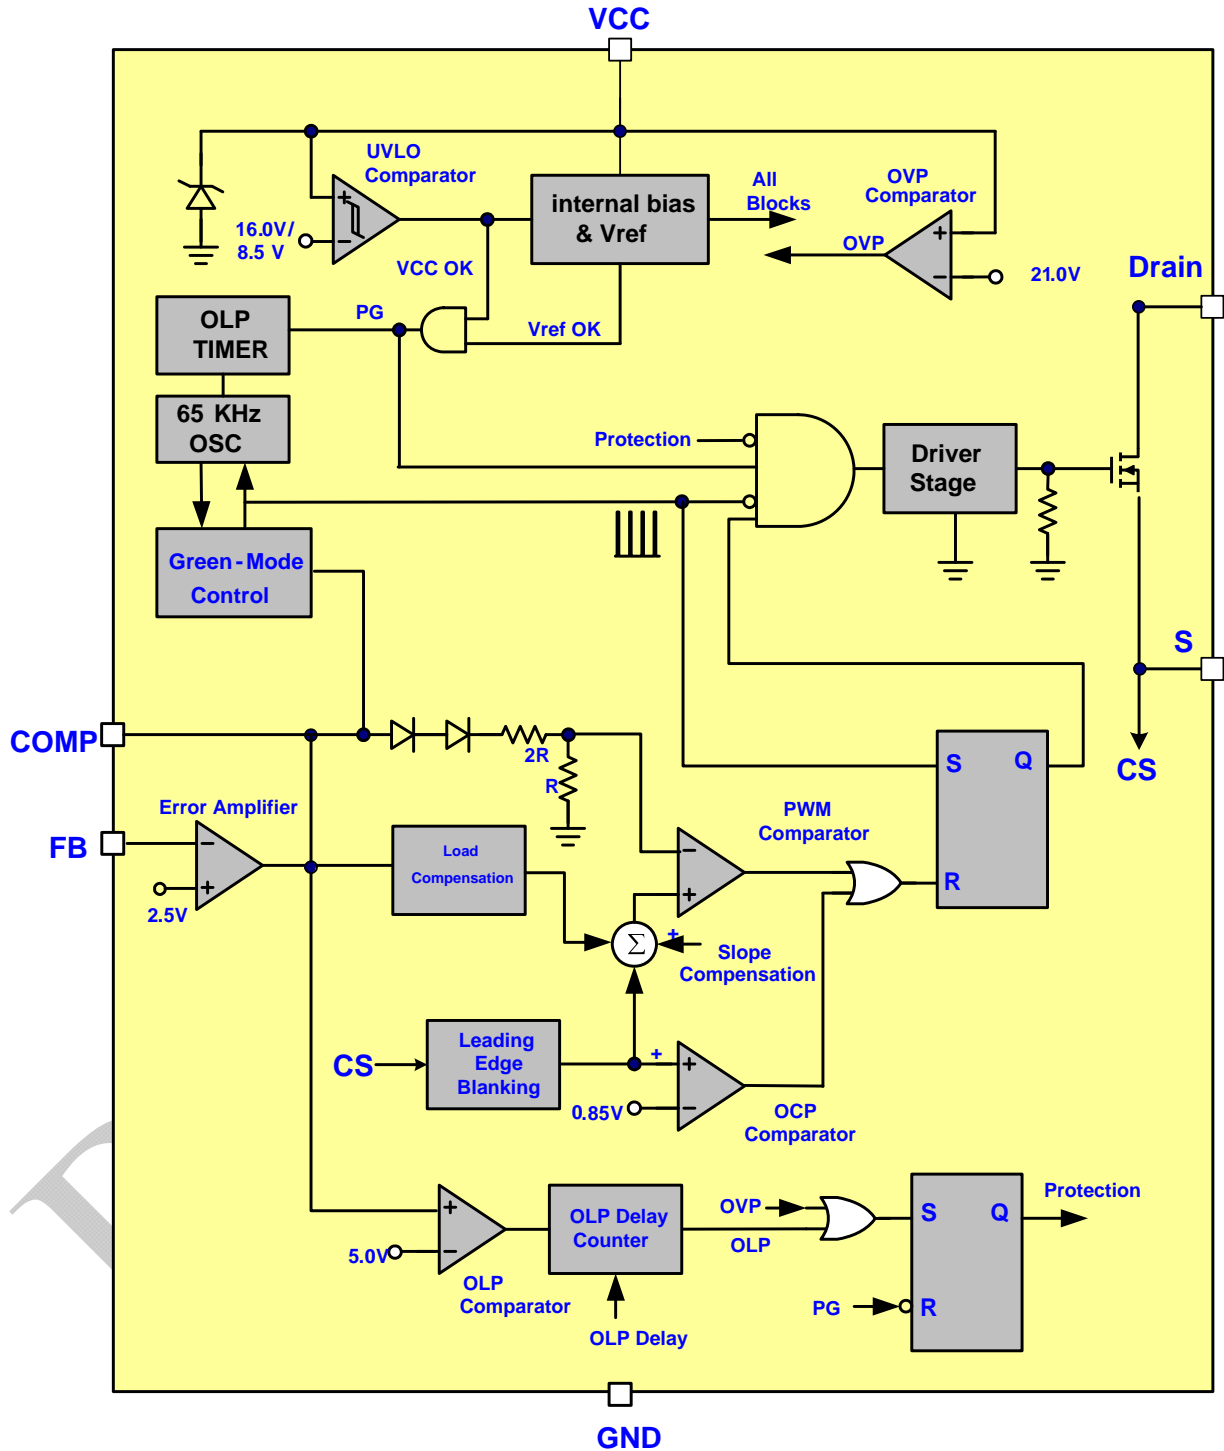 VCC
UVLO
Comparator
16.0V/
8.5 V
VCC OK
internal bias
& Vref
All
Blocks
OVP
Comparator
OVP
21.0V
Drain
PG
Vref OK
OLP
TIMER
65 KHz
OSC
Green-Mode
Control
Protection
Driver
Stage
S
CS
COMP
2R
R
Error Amplifier
FB
2.5V
Load
Compensation
PWM
Comparator
S
Q
R
Σ
+
Slope
Compensation
CS
Leading
Edge
Blanking
+
0.85V
OCP
Comparator
5.0V
OLP
Comparator
OLP Delay
Counter
OLP Delay
OVP
OLP
S
Q
R
PG
Protection
GND